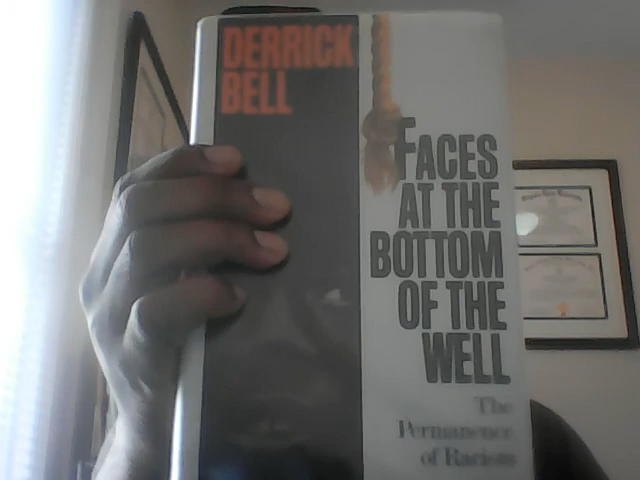 DERRICK
BELL
FACES
AT THE
BOTTOM
OF THE
WELL
The
Permanence
of Racism